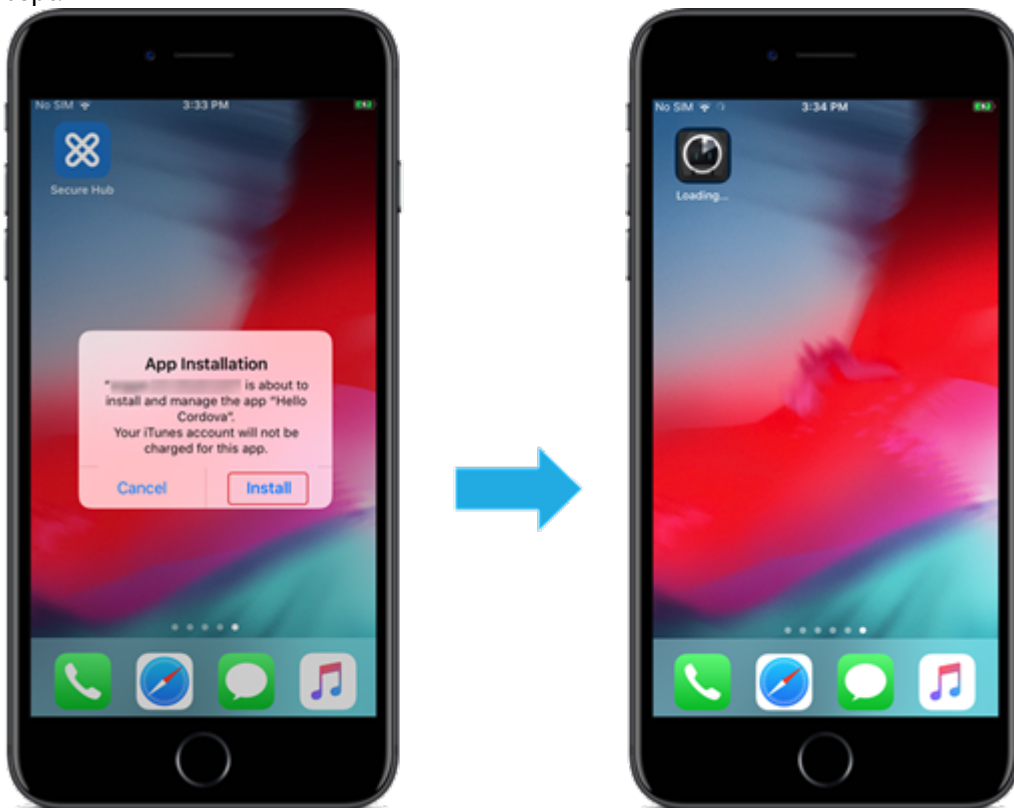 No SIM
3:33 PM
Secure Hub
App Installation
" " is about to
install and manage the app "Hello
Cordova".
Your iTunes account will not be
charged for this app.
Cancel
Install
No SIM
3:34 PM
Loading...